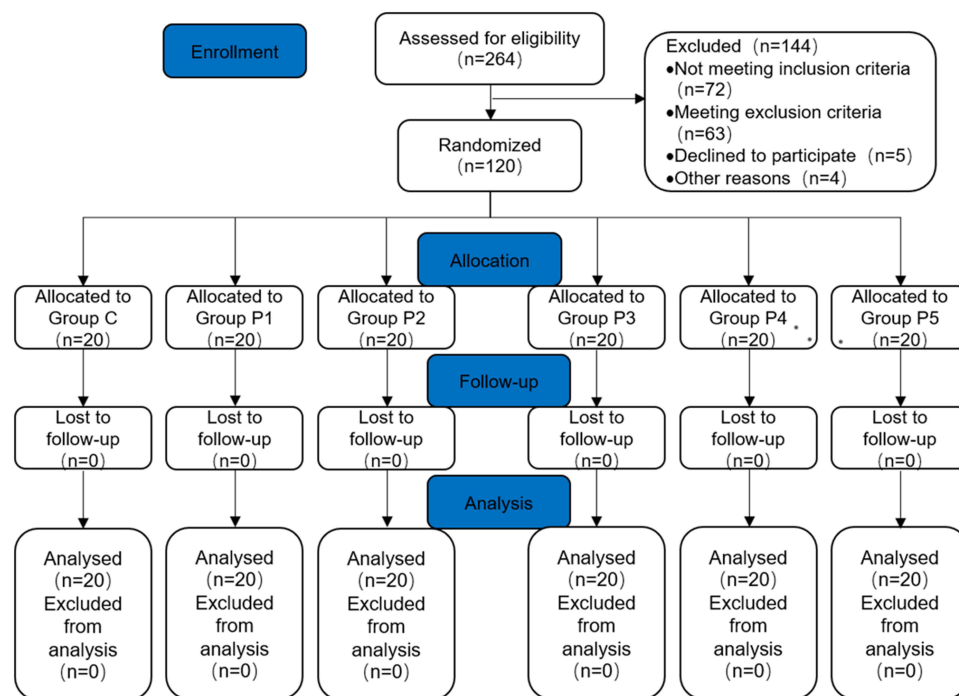 Enrollment
Assessed for eligibility
(n=264)
Excluded (n=144)
●Not meeting inclusion criteria
(n=72)
●Meeting exclusion criteria
(n=63)
●Declined to participate (n=5)
●Other reasons (n=4)
Randomized
(n=120)
Allocation
Allocated to
Group C
(n=20)
Allocated to
Group P1
(n=20)
Allocated to
Group P2
(n=20)
Allocated to
Group P3
(n=20)
Allocated to
Group P4
(n=20)
Allocated to
Group P5
(n=20)
Follow-up
Lost to
follow-up
(n=0)
Lost to
follow-up
(n=0)
Lost to
follow-up
(n=0)
Lost to
follow-up
(n=0)
Lost to
follow-up
(n=0)
Lost to
follow-up
(n=0)
Analysis
Analysed
(n=20)
Excluded
from
analysis
(n=0)
Analysed
(n=20)
Excluded
from
analysis
(n=0)
Analysed
(n=20)
Excluded
from
analysis
(n=0)
Analysed
(n=20)
Excluded
from
analysis
(n=0)
Analysed
(n=20)
Excluded
from
analysis
(n=0)
Analysed
(n=20)
Excluded
from
analysis
(n=0)